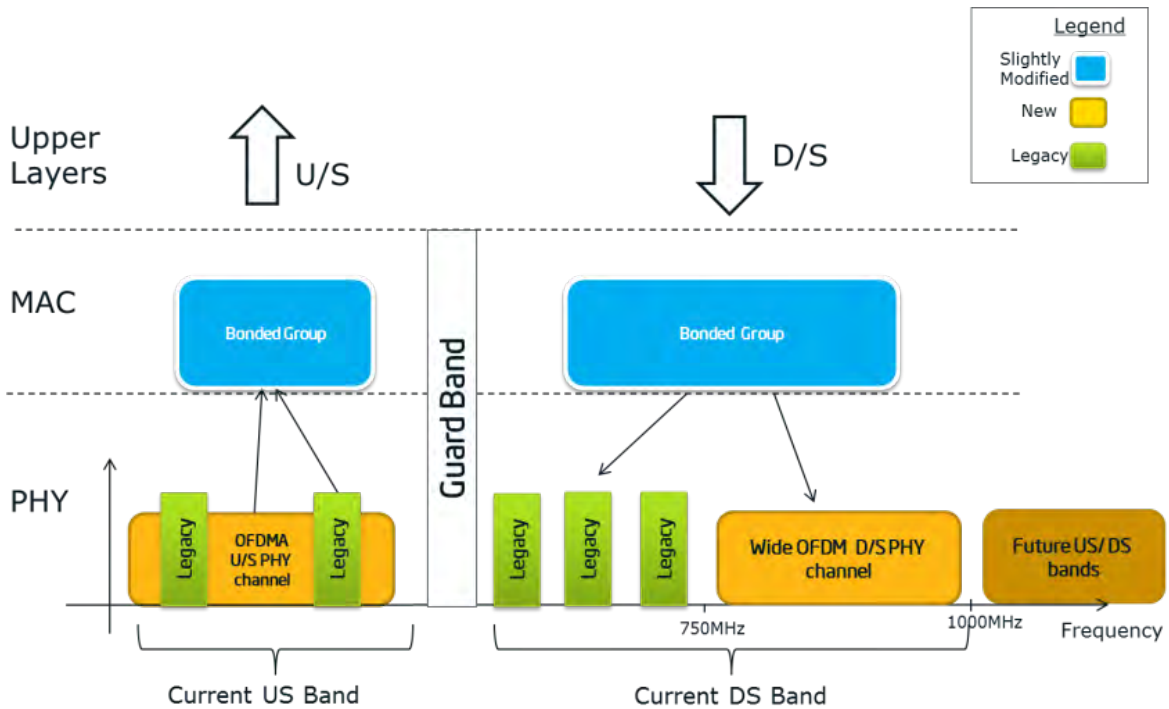 Legend
Slightly
Modified
New
Legacy
Upper
Layers
U/S
D/S
MAC
Bonded Group
Bonded Group
Guard Band
PHY
Legacy
OFDMA
U/S PHY
channel
Legacy
Legacy
Legacy
Legacy
Wide OFDM D/S PHY
channel
Future US/DS
bands
750MHz
1000MHz
Frequency
Current US Band
Current DS Band